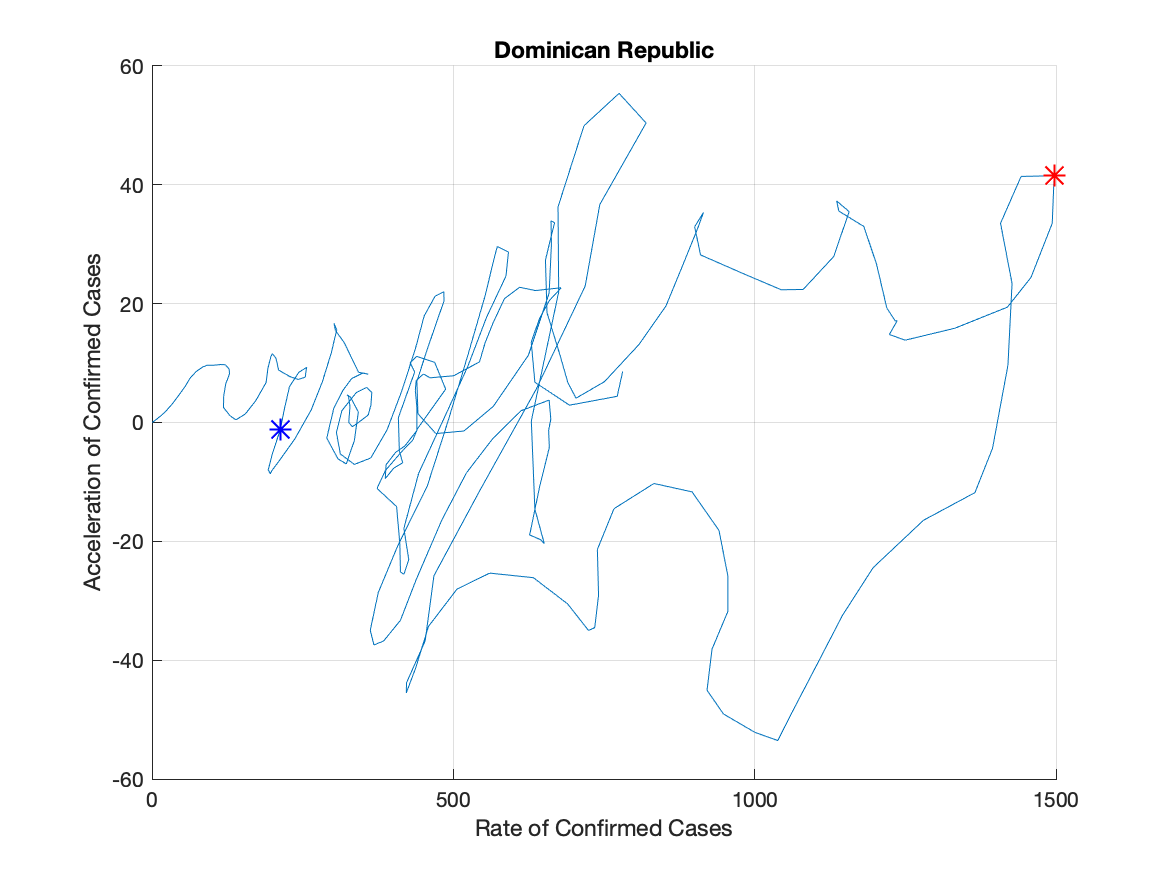 Dominican Republic
60
40
20
0
-20
-40
-60
Acceleration of Confirmed Cases
0 500 1000 1500
Rate of Confirmed Cases